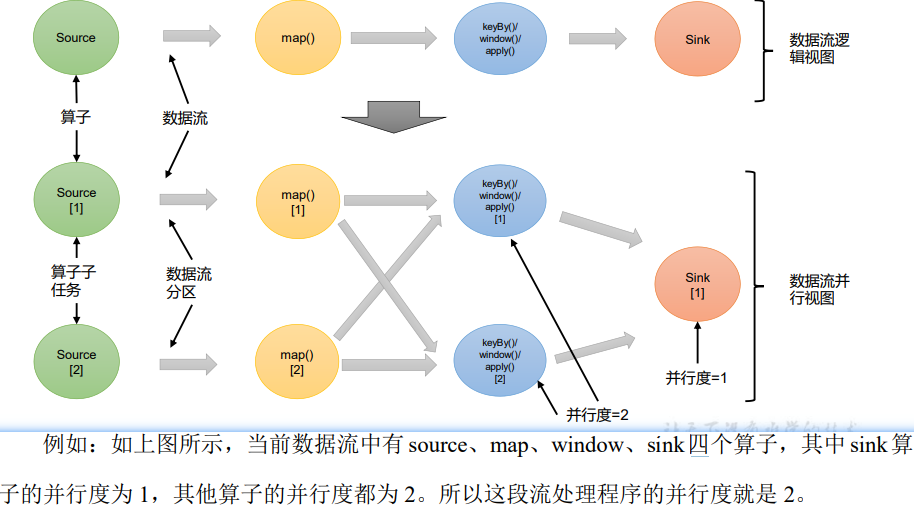 Source
map()
keyBy()/
window()/
apply()
Sink
数据流逻
辑视图
算子
数据流
Source
[1]
map()
[1]
keyBy()/
window()/
apply()
[1]
算子子
任务
数据流
分区
Sink
[1]
数据流并
行视图
Source
[2]
map()
[2]
keyBy()/
window()/
apply()
[2]
并行度=1
并行度=2
例如：如上图所示，当前数据流中有 source、map、window、sink 四个算子，其中 sink 算
子的并行度为 1，其他算子的并行度都为 2。所以这段流处理程序的并行度就是 2。